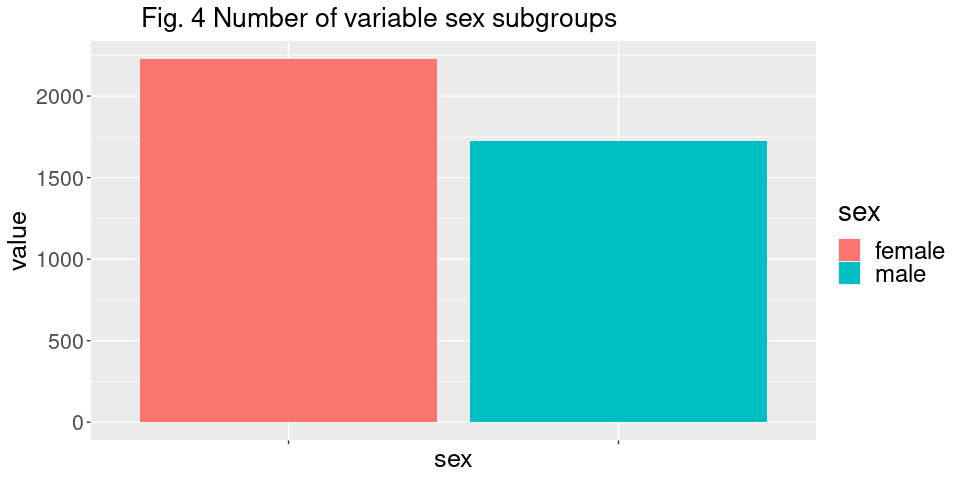 Fig. 4 Number of variable sex subgroups
2000
1500
1000
500
0
value
sex
sex
female
male